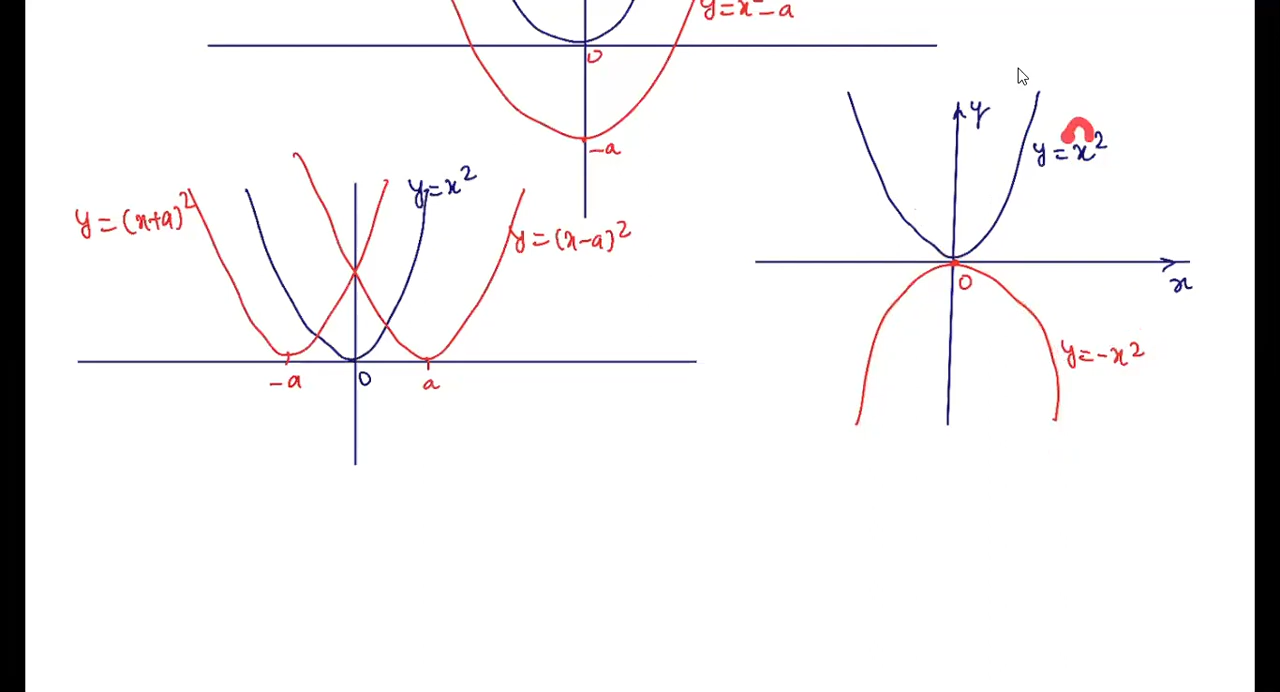 y=x²-a
0
-a
y = (x+a)²
y=x²
y = (x-a)²
-a
0
a
y
y = x²
0
x
y=-x²